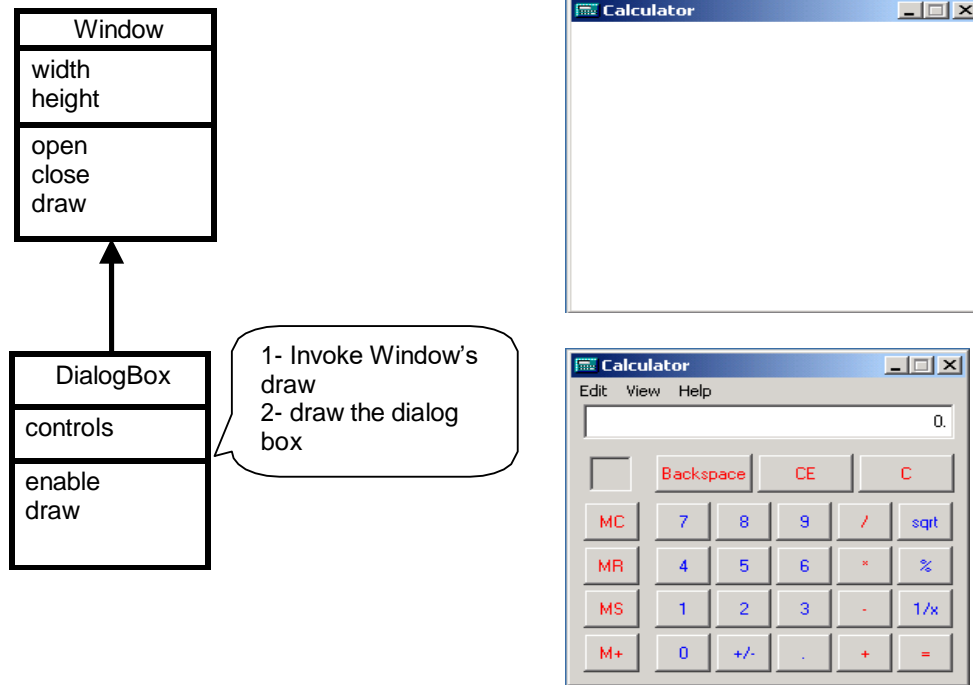 Window
width
height
open
close
draw
DialogBox
controls
enable
draw
1- Invoke Window's
draw
2- draw the dialog
box
Calculator
Calculator
Edit View Help
0.
Backspace CE C
MC 7 8 9 / sqrt
MR 4 5 6 * %
MS 1 2 3 - 1/x
M+ 0 +/- . + =